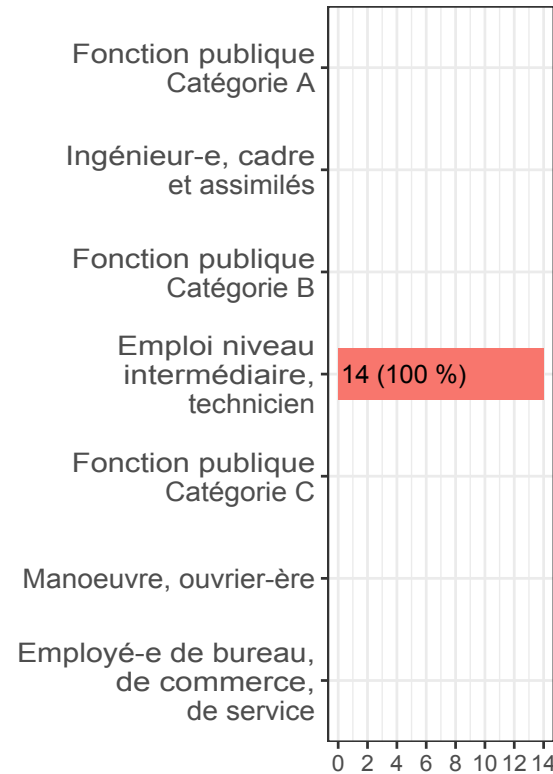 Fonction publique
Catégorie A
Ingénieur-e, cadre
et assimilés
Fonction publique
Catégorie B
Emploi niveau
intermédiaire,
technicien
14 (100 %)
Fonction publique
Catégorie C
Manoeuvre, ouvrier-ère
Employé-e de bureau,
de commerce,
de service
0 2 4 6 8 10 12 14